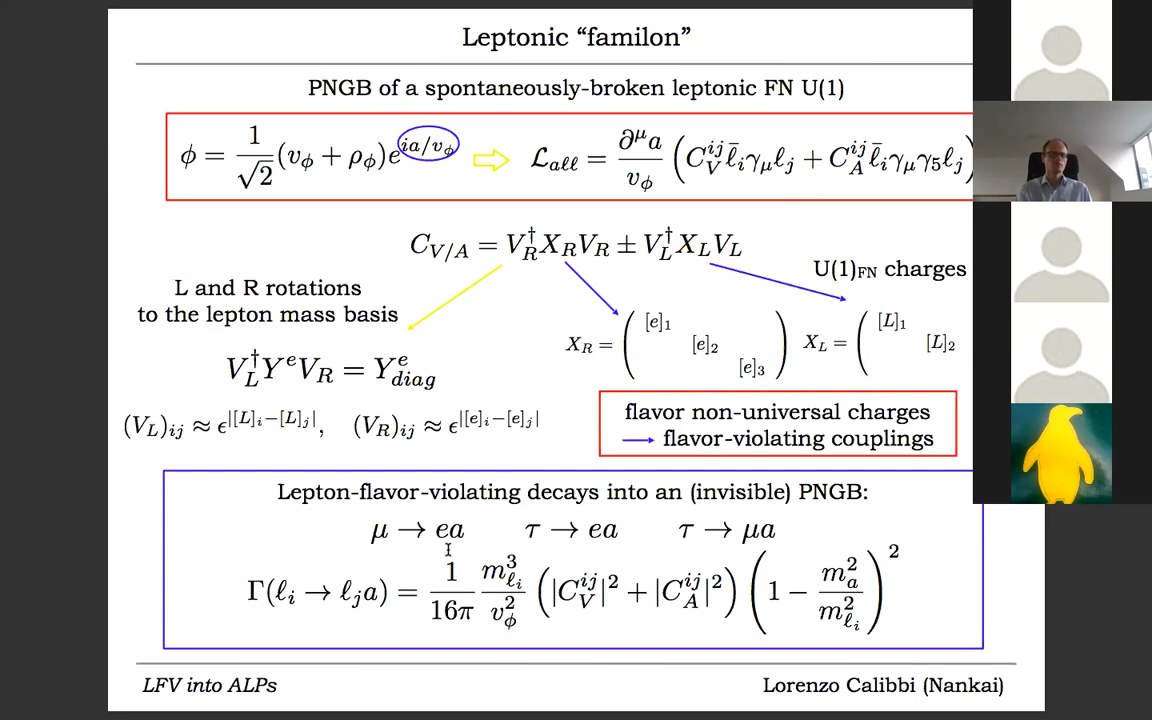 Leptonic “familon”
PNGB of a spontaneously-broken leptonic FN U(1)
ϕ = 1/√2 (v_ϕ + ρ_ϕ)e^{ia/v_ϕ} ⇨ ℒ_{aℓℓ} = ∂^μ a/v_ϕ (C_V^{ij} ℓ̄_i γ_μ ℓ_j + C_A^{ij} ℓ̄_i γ_μ γ_5 ℓ_j)
C_{V/A} = V_R^† X_R V_R ± V_L^† X_L V_L
U(1)FN charges
L and R rotations
to the lepton mass basis
X_R = ( [e]_1 [e]_2 [e]_3 ) X_L = ( [L]_1 [L]_2
V_L^† Y^e V_R = Y^e_{diag}
(V_L)_{ij} ≈ ϵ^{|[L]_i−[L]_j|}, (V_R)_{ij} ≈ ϵ^{|[e]_i−[e]_j|}
flavor non-universal charges
→ flavor-violating couplings
Lepton-flavor-violating decays into an (invisible) PNGB:
μ → ea τ → ea τ → μa
Γ(ℓ_i → ℓ_j a) = 1/16π m_{ℓ_i}^3/v_ϕ^2 (|C_V^{ij}|^2 + |C_A^{ij}|^2) (1 − m_a^2/m_{ℓ_i}^2)^2
LFV into ALPs
Lorenzo Calibbi (Nankai)